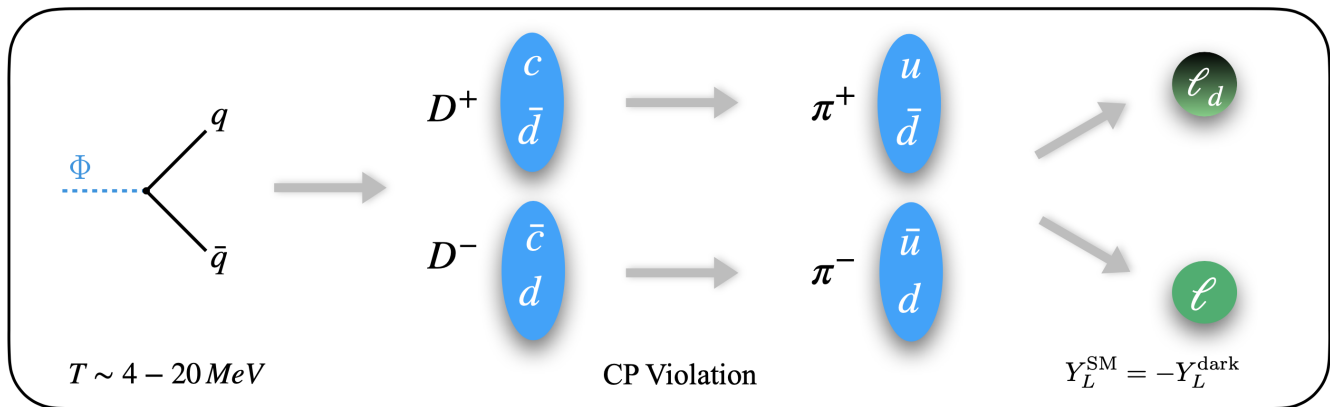 Φ
q
q̄
T ~ 4 − 20 MeV
D⁺
c
d̄
D⁻
c̄
d
CP Violation
π⁺
u
d̄
π⁻
ū
d
ℓ_d
ℓ
Y_L^SM = −Y_L^dark